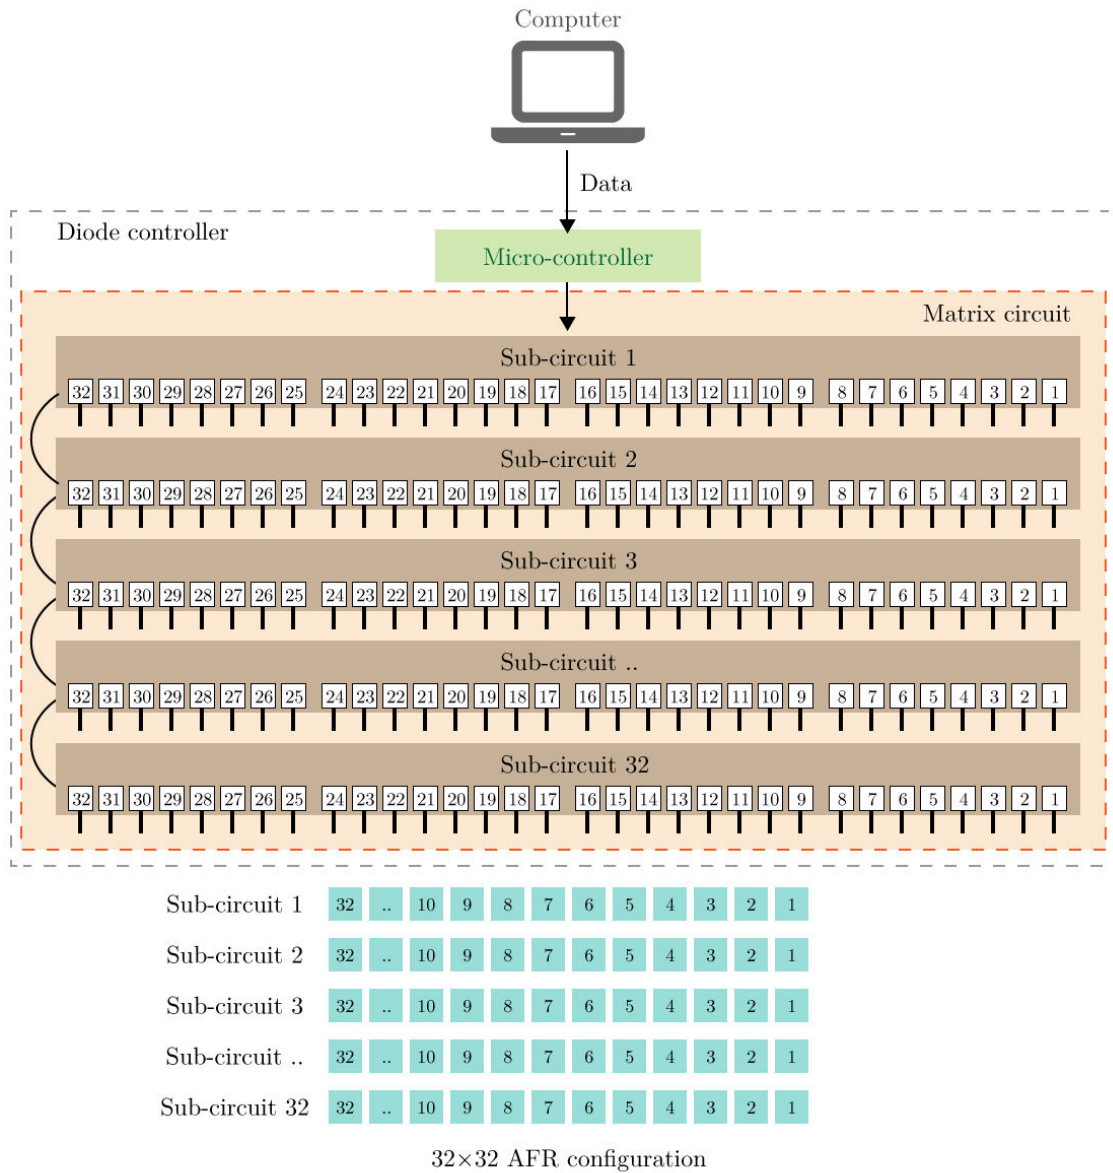 Computer
Data
Diode controller
Micro-controller
Matrix circuit
Sub-circuit 1
32 31 30 29 28 27 26 25 24 23 22 21 20 19 18 17 16 15 14 13 12 11 10 9 8 7 6 5 4 3 2 1
Sub-circuit 2
32 31 30 29 28 27 26 25 24 23 22 21 20 19 18 17 16 15 14 13 12 11 10 9 8 7 6 5 4 3 2 1
Sub-circuit 3
32 31 30 29 28 27 26 25 24 23 22 21 20 19 18 17 16 15 14 13 12 11 10 9 8 7 6 5 4 3 2 1
Sub-circuit ..
32 31 30 29 28 27 26 25 24 23 22 21 20 19 18 17 16 15 14 13 12 11 10 9 8 7 6 5 4 3 2 1
Sub-circuit 32
32 31 30 29 28 27 26 25 24 23 22 21 20 19 18 17 16 15 14 13 12 11 10 9 8 7 6 5 4 3 2 1
Sub-circuit 1 32 .. 10 9 8 7 6 5 4 3 2 1
Sub-circuit 2 32 .. 10 9 8 7 6 5 4 3 2 1
Sub-circuit 3 32 .. 10 9 8 7 6 5 4 3 2 1
Sub-circuit .. 32 .. 10 9 8 7 6 5 4 3 2 1
Sub-circuit 32 32 .. 10 9 8 7 6 5 4 3 2 1
32×32 AFR configuration